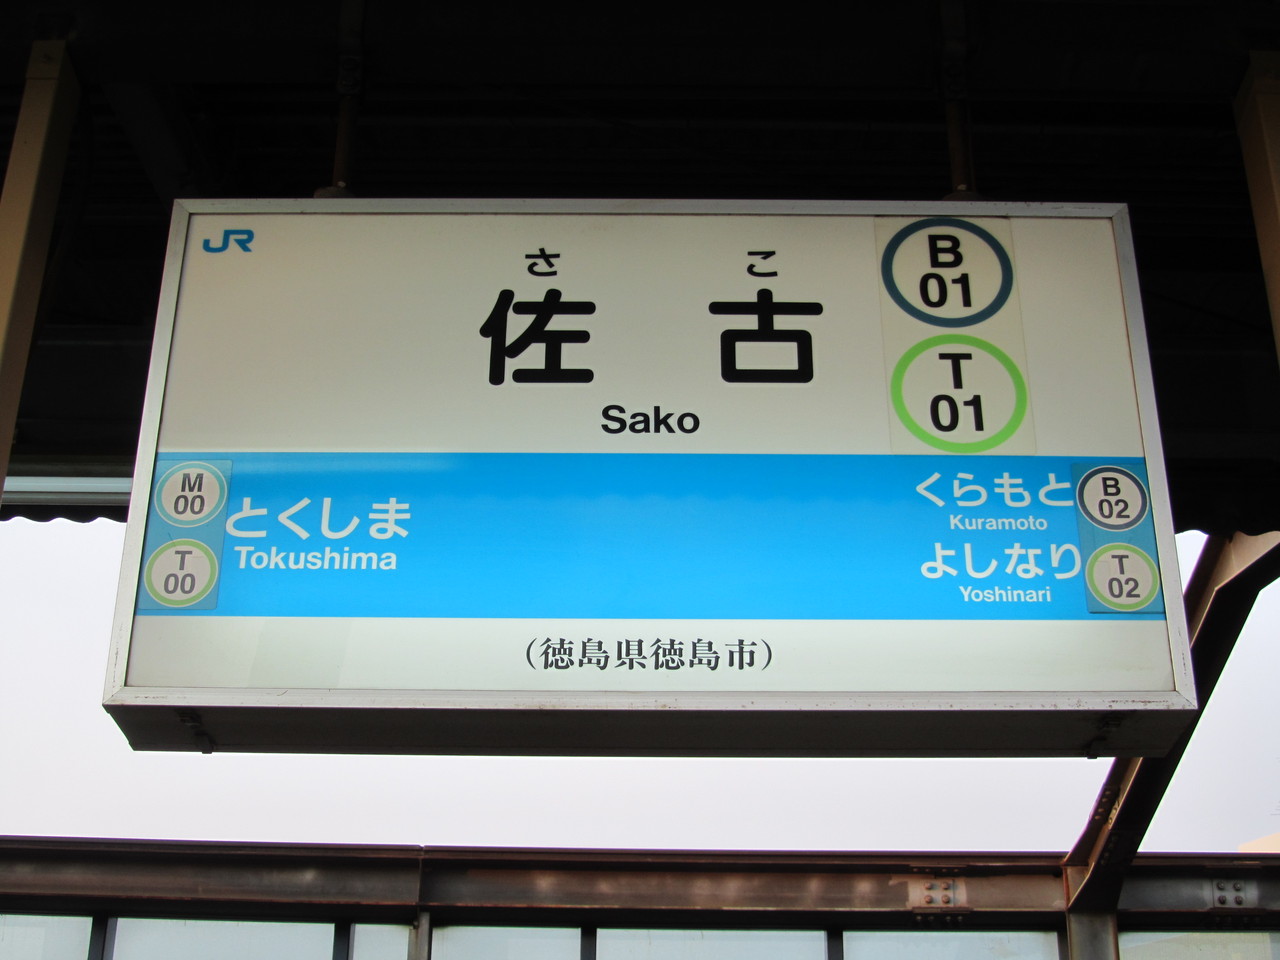 JR
さ こ
佐 古
Sako
B
01
T
01
M
00
とくしま
Tokushima
T
00
くらもと
Kuramoto
B
02
よしなり
Yoshinari
T
02
(徳島県徳島市)